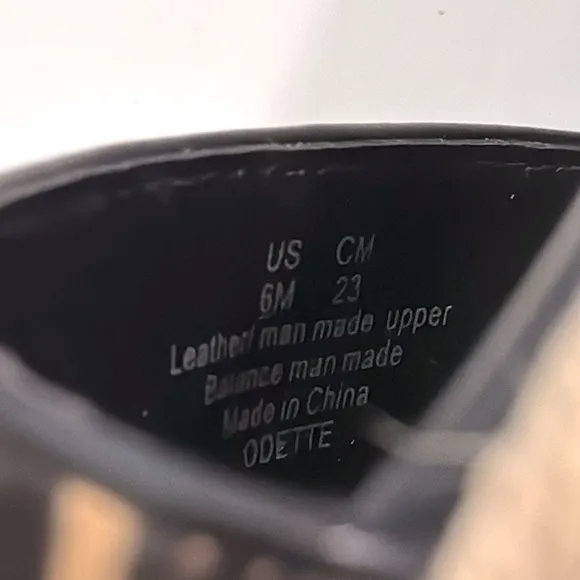 US CM
6M 23
Leather/ man made upper
Balance man made
Made in China
ODETTE